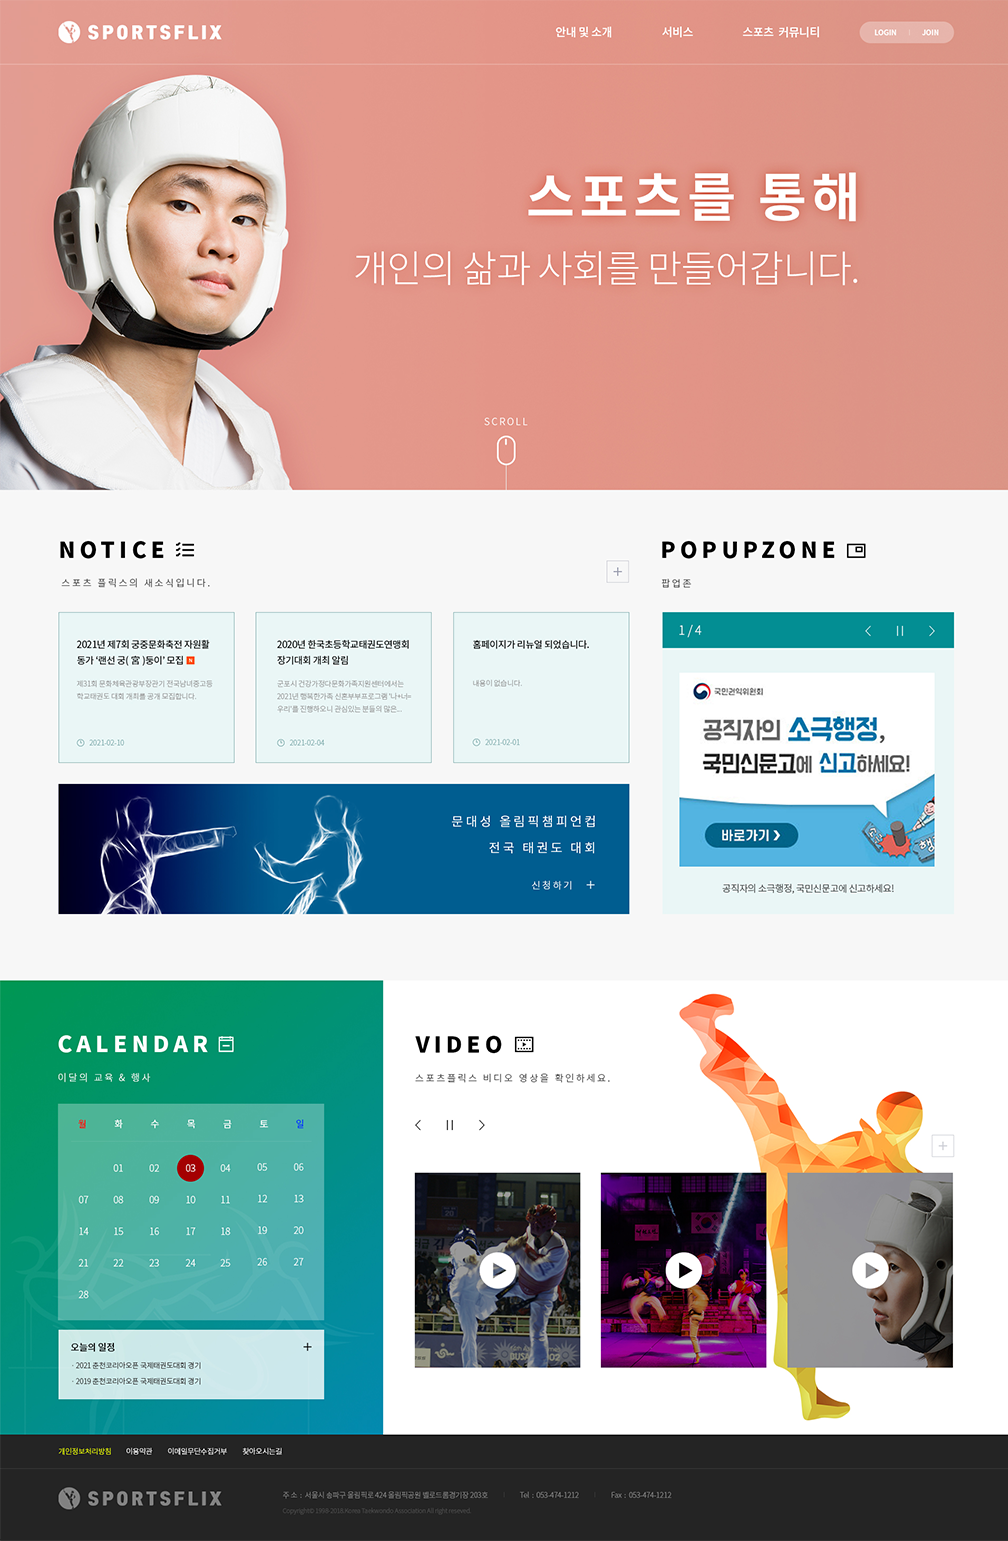 SPORTSFLIX
안내 및 소개
서비스
스포츠 커뮤니티
LOGIN
JOIN
스포츠를 통해
개인의 삶과 사회를 만들어갑니다.
SCROLL
NOTICE
스포츠 플릭스의 새소식입니다.
2021년 제7회 궁중문화축전 자원활
동가 '랜선 궁( 宮 )둥이' 모집 N
제31회 문화체육관광부장관기 전국남녀중고등
학교태권도 대회 개최를 공개 모집합니다.
2021-02-10
2020년 한국초등학교태권도연맹회
장기대회 개최 알림
군포시 건강가정다문화가족지원센터에서는
2021년 행복한가족 신혼부부프로그램 '나+너=
우리'를 진행하오니 관심있는 분들의 많은...
2021-02-04
홈페이지가 리뉴얼 되었습니다.
내용이 없습니다.
2021-02-01
문대성 올림픽챔피언컵
전국 태권도 대회
신청하기 +
POPUPZONE
팝업존
1 / 4
국민권익위원회
공직자의 소극행정,
국민신문고에 신고하세요!
바로가기 ❯
공직자의 소극행정, 국민신문고에 신고하세요!
CALENDAR
이달의 교육 & 행사
월 화 수 목 금 토 일
01 02 03 04 05 06
07 08 09 10 11 12 13
14 15 16 17 18 19 20
21 22 23 24 25 26 27
28
오늘의 일정 +
· 2021 춘천코리아오픈 국제태권도대회 경기
· 2019 춘천코리아오픈 국제태권도대회 경기
VIDEO
스포츠플릭스 비디오 영상을 확인하세요.
개인정보처리방침
이용약관
이메일무단수집거부
찾아오시는길
SPORTSFLIX
주 소 : 서울시 송파구 올림픽로 424 올림픽공원 벨로드롬경기장 203호
Tel : 053-474-1212
Fax : 053-474-1212
Copyright© 1998-2018.Korea Taekwondo Association All right reseved.